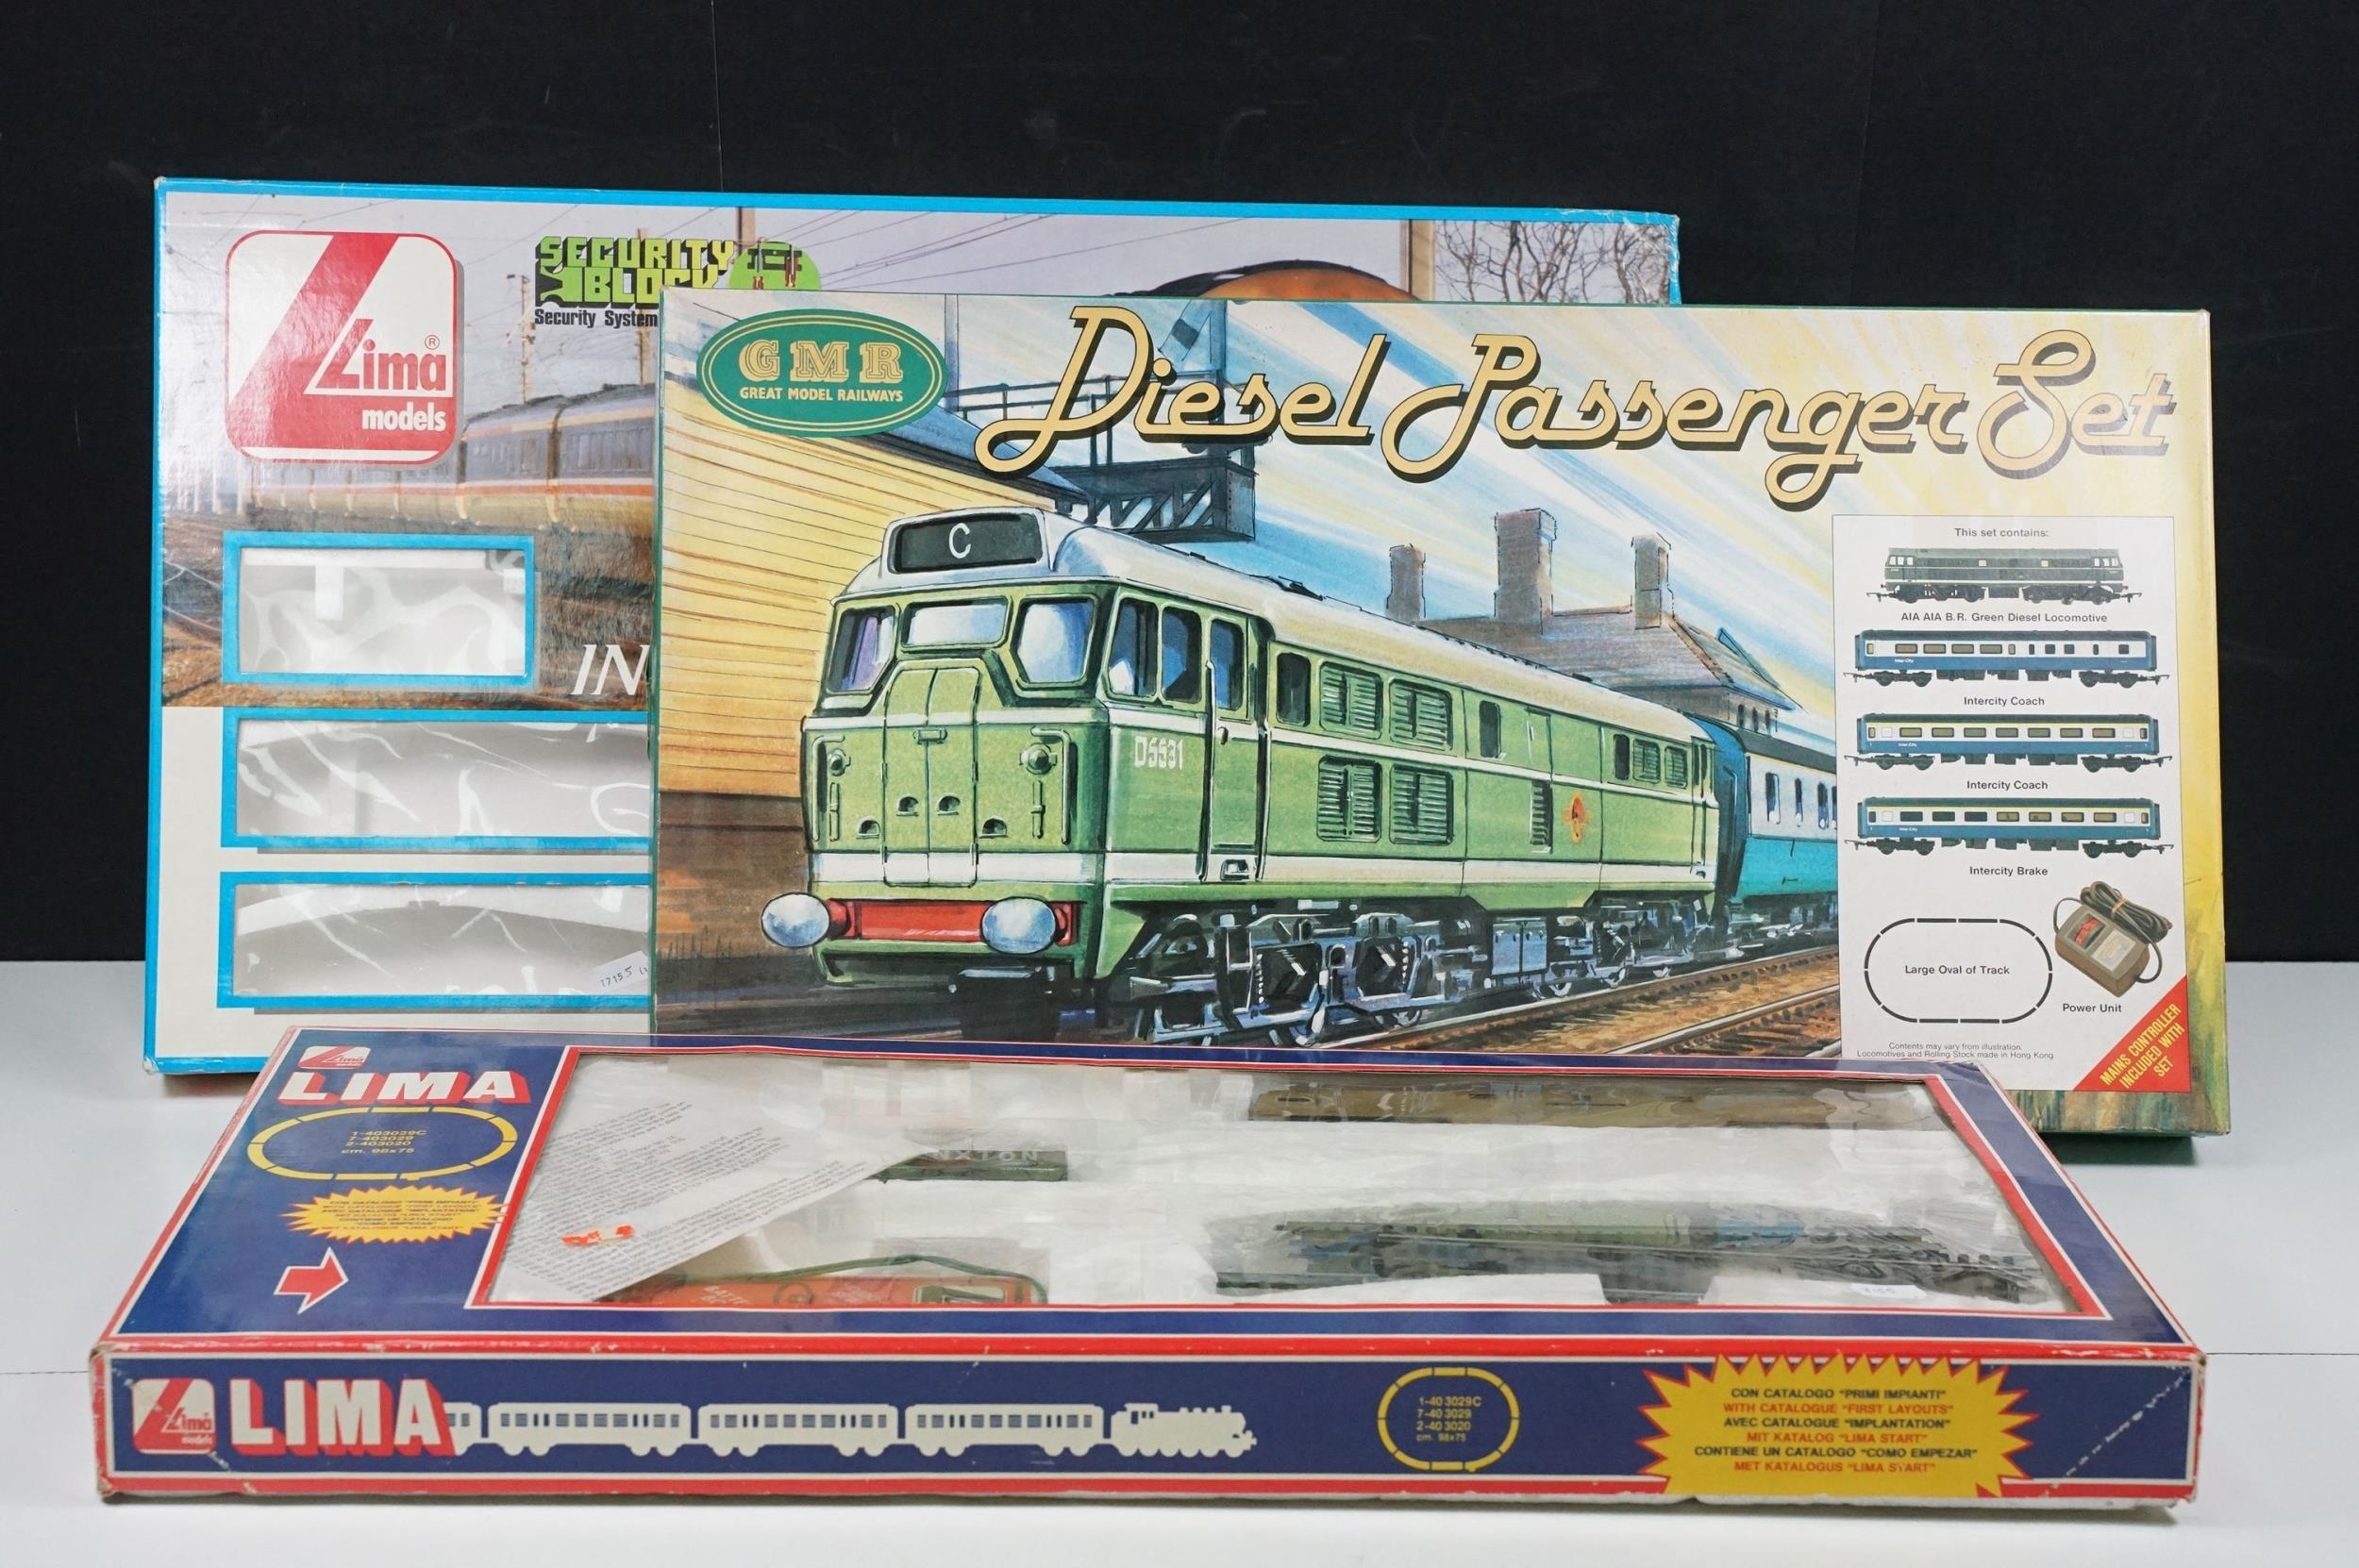 Lima®
models
SECURITY
BLOCK
Security System
IN
17155
GMR
GREAT MODEL RAILWAYS
Diesel Passenger Set
C
D5531
This set contains:
AIA AIA B.R. Green Diesel Locomotive
Intercity Coach
Intercity Coach
Intercity Brake
Large Oval of Track
Power Unit
Contents may vary from illustration.
Locomotives and Rolling Stock made in Hong Kong
MAINS CONTROLLER
INCLUDED WITH
SET
LIMA
1-403029C
7-403029
2-403020
cm. 98x75
Lima
models
LIMA
1-40 3029C
7-40 3029
2-40 3020
cm. 98x75
CON CATALOGO "PRIMI IMPIANTI"
WITH CATALOGUE "FIRST LAYOUTS"
AVEC CATALOGUE "IMPLANTATION"
MIT KATALOG "LIMA START"
CONTIENE UN CATALOGO "COMO EMPEZAR"
MET KATALOGUS "LIMA START"